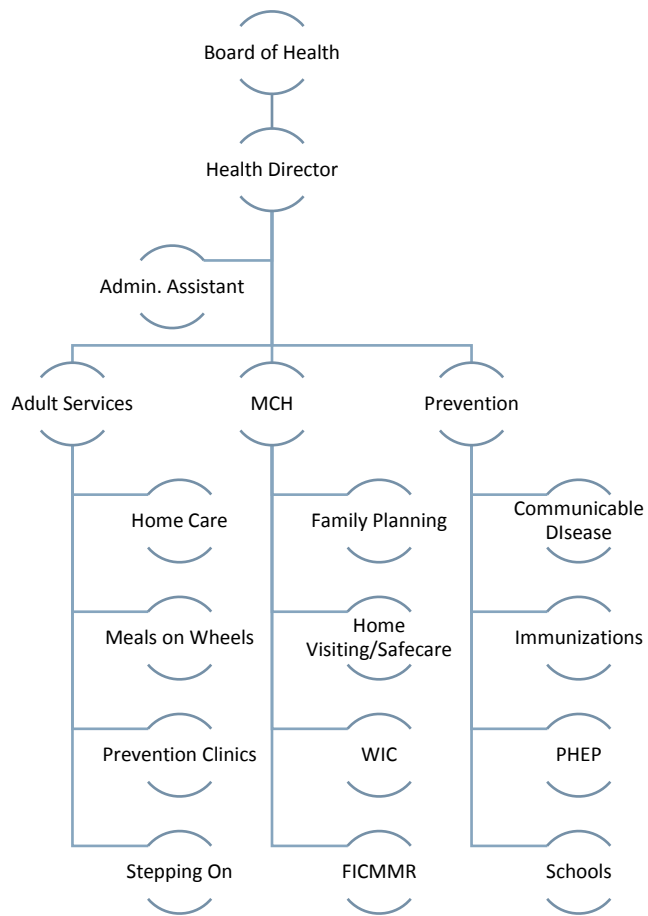 Board of Health
Health Director
Admin. Assistant
Adult Services
MCH
Prevention
Home Care
Family Planning
Communicable
DIsease
Meals on Wheels
Home
Visiting/Safecare
Immunizations
Prevention Clinics
WIC
PHEP
Stepping On
FICMMR
Schools